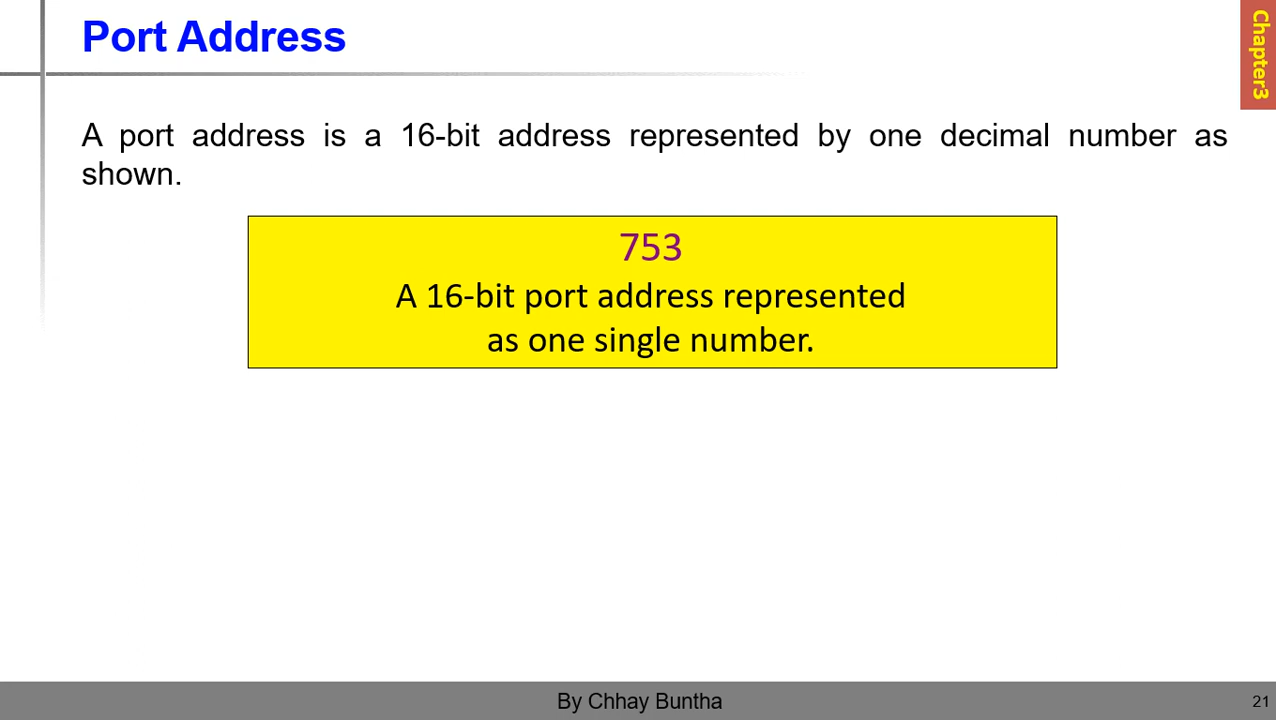 Port Address
Chapter3
A port address is a 16-bit address represented by one decimal number as
shown.
753
A 16-bit port address represented
as one single number.
By Chhay Buntha
21